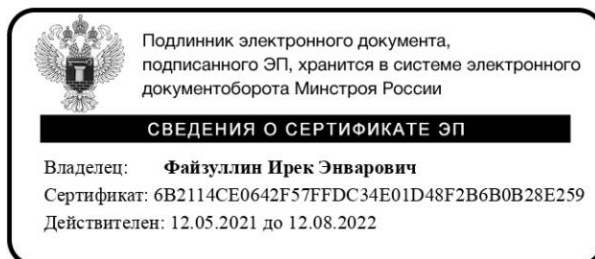 Подлинник электронного документа,
подписанного ЭП, хранится в системе электронного
документоборота Минстроя России
СВЕДЕНИЯ О СЕРТИФИКАТЕ ЭП
Владелец: Файзуллин Ирек Энварович
Сертификат: 6B2114CE0642F57FFDC34E01D48F2B6B0B28E259
Действителен: 12.05.2021 до 12.08.2022